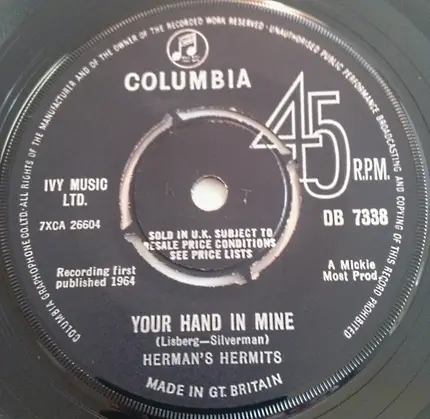 COLUMBIA GRAPHOPHONE CO.LTD·ALL RIGHTS OF THE MANUFACTURER AND OF THE OWNER OF THE RECORDED WORK RESERVED·UNAUTHORISED PUBLIC PERFORMANCE BROADCASTING AND COPYING OF THIS RECORD PROHIBITED
COLUMBIA
45
R.P.M.
IVY MUSIC
LTD.
7XCA 26604
DB 7338
SOLD IN U.K. SUBJECT TO
RESALE PRICE CONDITIONS
SEE PRICE LISTS
Recording first
published 1964
A Mickie
Most Prod.
YOUR HAND IN MINE
(Lisberg—Silverman)
HERMAN'S HERMITS
MADE IN GT. BRITAIN